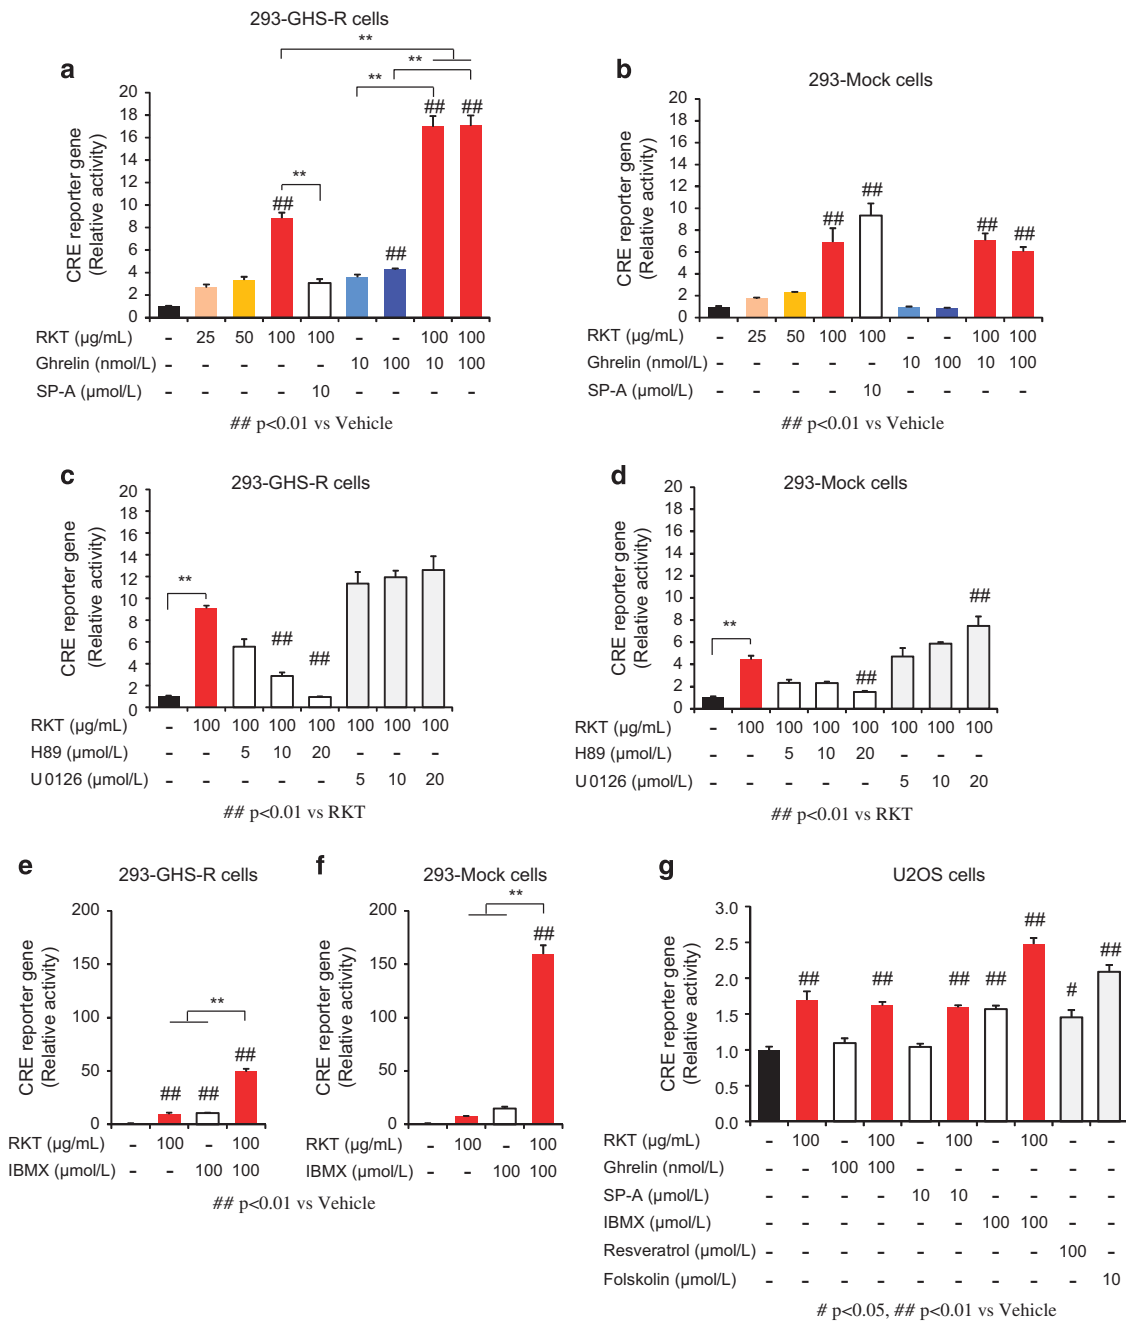 293-GHS-R cells
a
**
**
**
**
##
##
##
##
CRE reporter gene
(Relative activity)
20
18
16
14
12
10
8
6
4
2
0
RKT (µg/mL) – 25 50 100 100 – – 100 100
Ghrelin (nmol/L) – – – – – 10 100 10 100
SP-A (µmol/L) – – – – 10 – – – –
## p<0.01 vs Vehicle
b
293-Mock cells
##
##
##
##
CRE reporter gene
(Relative activity)
20
18
16
14
12
10
8
6
4
2
0
RKT (µg/mL) – 25 50 100 100 – – 100 100
Ghrelin (nmol/L) – – – – – 10 100 10 100
SP-A (µmol/L) – – – – 10 – – – –
## p<0.01 vs Vehicle
c
293-GHS-R cells
**
##
##
CRE reporter gene
(Relative activity)
20
18
16
14
12
10
8
6
4
2
0
RKT (µg/mL) – 100 100 100 100 100 100 100
H89 (µmol/L) – – 5 10 20 – – –
U0126 (µmol/L) – – – – – 5 10 20
## p<0.01 vs RKT
d
293-Mock cells
**
##
##
CRE reporter gene
(Relative activity)
20
18
16
14
12
10
8
6
4
2
0
RKT (µg/mL) – 100 100 100 100 100 100 100
H89 (µmol/L) – – 5 10 20 – – –
U0126 (µmol/L) – – – – – 5 10 20
## p<0.01 vs RKT
e
293-GHS-R cells
**
##
##
##
CRE reporter gene
(Relative activity)
200
150
100
50
0
RKT (µg/mL) – 100 – 100
IBMX (µmol/L) – – 100 100
## p<0.01 vs Vehicle
f
293-Mock cells
**
##
CRE reporter gene
(Relative activity)
200
150
100
50
0
RKT (µg/mL) – 100 – 100
IBMX (µmol/L) – – 100 100
g
U2OS cells
##
##
##
##
##
#
##
CRE reporter gene
(Relative activity)
3.0
2.5
2.0
1.5
1.0
0.5
0.0
RKT (µg/mL) – 100 – 100 – 100 – 100 – –
Ghrelin (nmol/L) – – 100 100 – – – – – –
SP-A (µmol/L) – – – – 10 10 – – – –
IBMX (µmol/L) – – – – – – 100 100 – –
Resveratrol (µmol/L) – – – – – – – – 100 –
Folskolin (µmol/L) – – – – – – – – – 10
# p<0.05, ## p<0.01 vs Vehicle